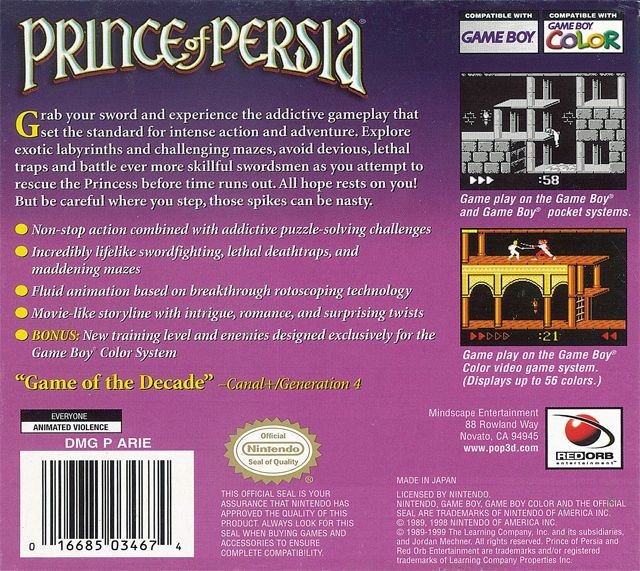 PRINCE of PERSIA®
COMPATIBLE WITH
GAME BOY
COMPATIBLE WITH
GAME BOY
COLOR
Grab your sword and experience the addictive gameplay that
set the standard for intense action and adventure. Explore
exotic labyrinths and challenging mazes, avoid devious, lethal
traps and battle ever more skillful swordsmen as you attempt to
rescue the Princess before time runs out. All hope rests on you!
But be careful where you step, those spikes can be nasty.
Non-stop action combined with addictive puzzle-solving challenges
Incredibly lifelike swordfighting, lethal deathtraps, and
maddening mazes
Fluid animation based on breakthrough rotoscoping technology
Movie-like storyline with intrigue, romance, and surprising twists
BONUS: New training level and enemies designed exclusively for the
Game Boy® Color System
"Game of the Decade" –Canal+/Generation 4
:58
Game play on the Game Boy®
and Game Boy® pocket systems.
:21
Game play on the Game Boy®
Color video game system.
(Displays up to 56 colors.)
EVERYONE
ANIMATED VIOLENCE
DMG P ARIE
0 16685 03467 4
Official
Nintendo
Seal of Quality
®
THIS OFFICIAL SEAL IS YOUR
ASSURANCE THAT NINTENDO HAS
APPROVED THE QUALITY OF THIS
PRODUCT. ALWAYS LOOK FOR THIS
SEAL WHEN BUYING GAMES AND
ACCESSORIES TO ENSURE
COMPLETE COMPATIBILITY.
Mindscape Entertainment
88 Rowland Way
Novato, CA 94945
www.pop3d.com
REDORB
entertainment™
MADE IN JAPAN
LICENSED BY NINTENDO.
NINTENDO, GAME BOY, GAME BOY COLOR AND THE OFFICIAL
SEAL ARE TRADEMARKS OF NINTENDO OF AMERICA INC.
© 1989, 1998 NINTENDO OF AMERICA INC.
© 1989-1999 The Learning Company, Inc. and its subsidiaries,
and Jordan Mechner. All rights reserved. Prince of Persia and
Red Orb Entertainment are trademarks and/or registered
trademarks of Learning Company Properties Inc.